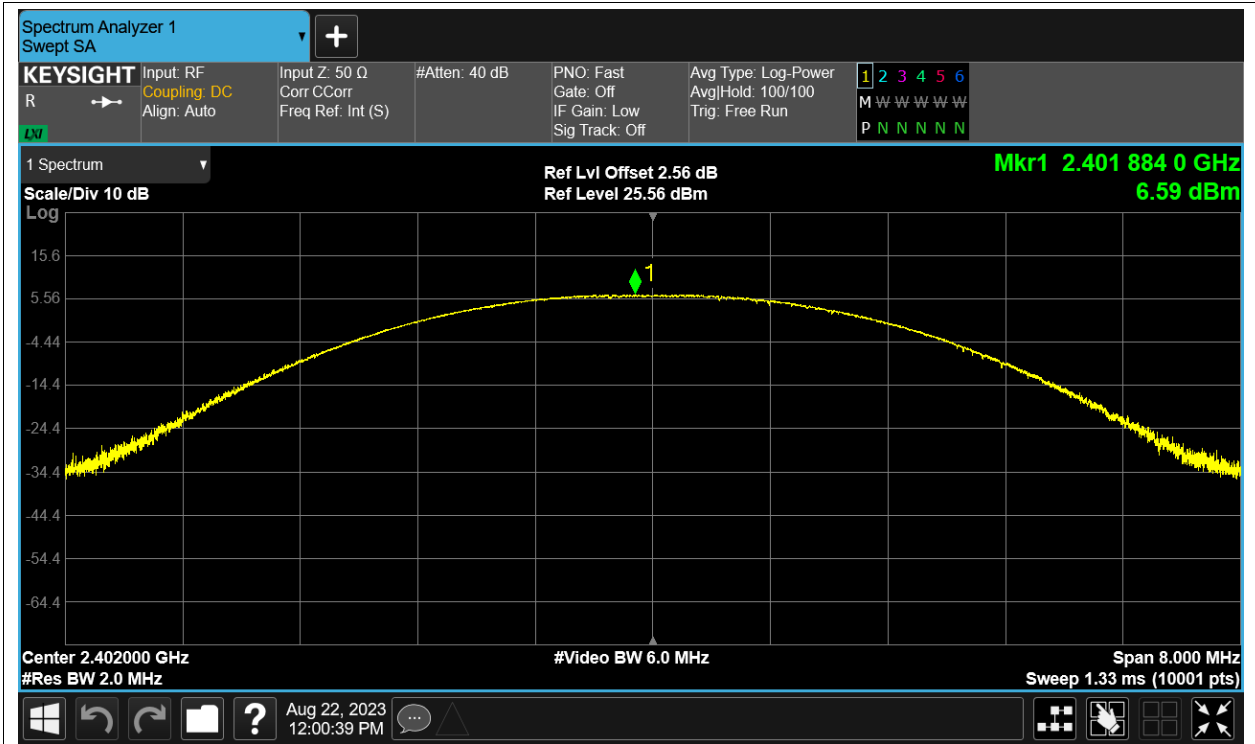 Spectrum Analyzer 1
Swept SA
KEYSIGHT
R
LXI
Input: RF
Coupling: DC
Align: Auto
Input Z: 50 Ω
Corr CCorr
Freq Ref: Int (S)
#Atten: 40 dB
PNO: Fast
Gate: Off
IF Gain: Low
Sig Track: Off
Avg Type: Log-Power
Avg|Hold: 100/100
Trig: Free Run
1 2 3 4 5 6
M W W W W W
P N N N N N
1 Spectrum
Scale/Div 10 dB
Log
Ref Lvl Offset 2.56 dB
Ref Level 25.56 dBm
Mkr1 2.401 884 0 GHz
6.59 dBm
1
15.6
5.56
-4.44
-14.4
-24.4
-34.4
-44.4
-54.4
-64.4
Center 2.402000 GHz
#Video BW 6.0 MHz
Span 8.000 MHz
#Res BW 2.0 MHz
Sweep 1.33 ms (10001 pts)
?
Aug 22, 2023
12:00:39 PM